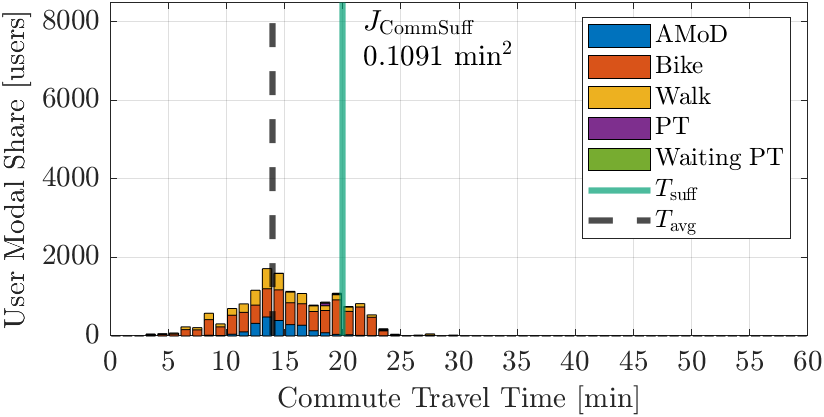 8000
6000
4000
2000
0
User Modal Share [users]
J_CommSuff
0.1091 min²
AMoD
Bike
Walk
PT
Waiting PT
T_suff
T_avg
0 5 10 15 20 25 30 35 40 45 50 55 60
Commute Travel Time [min]